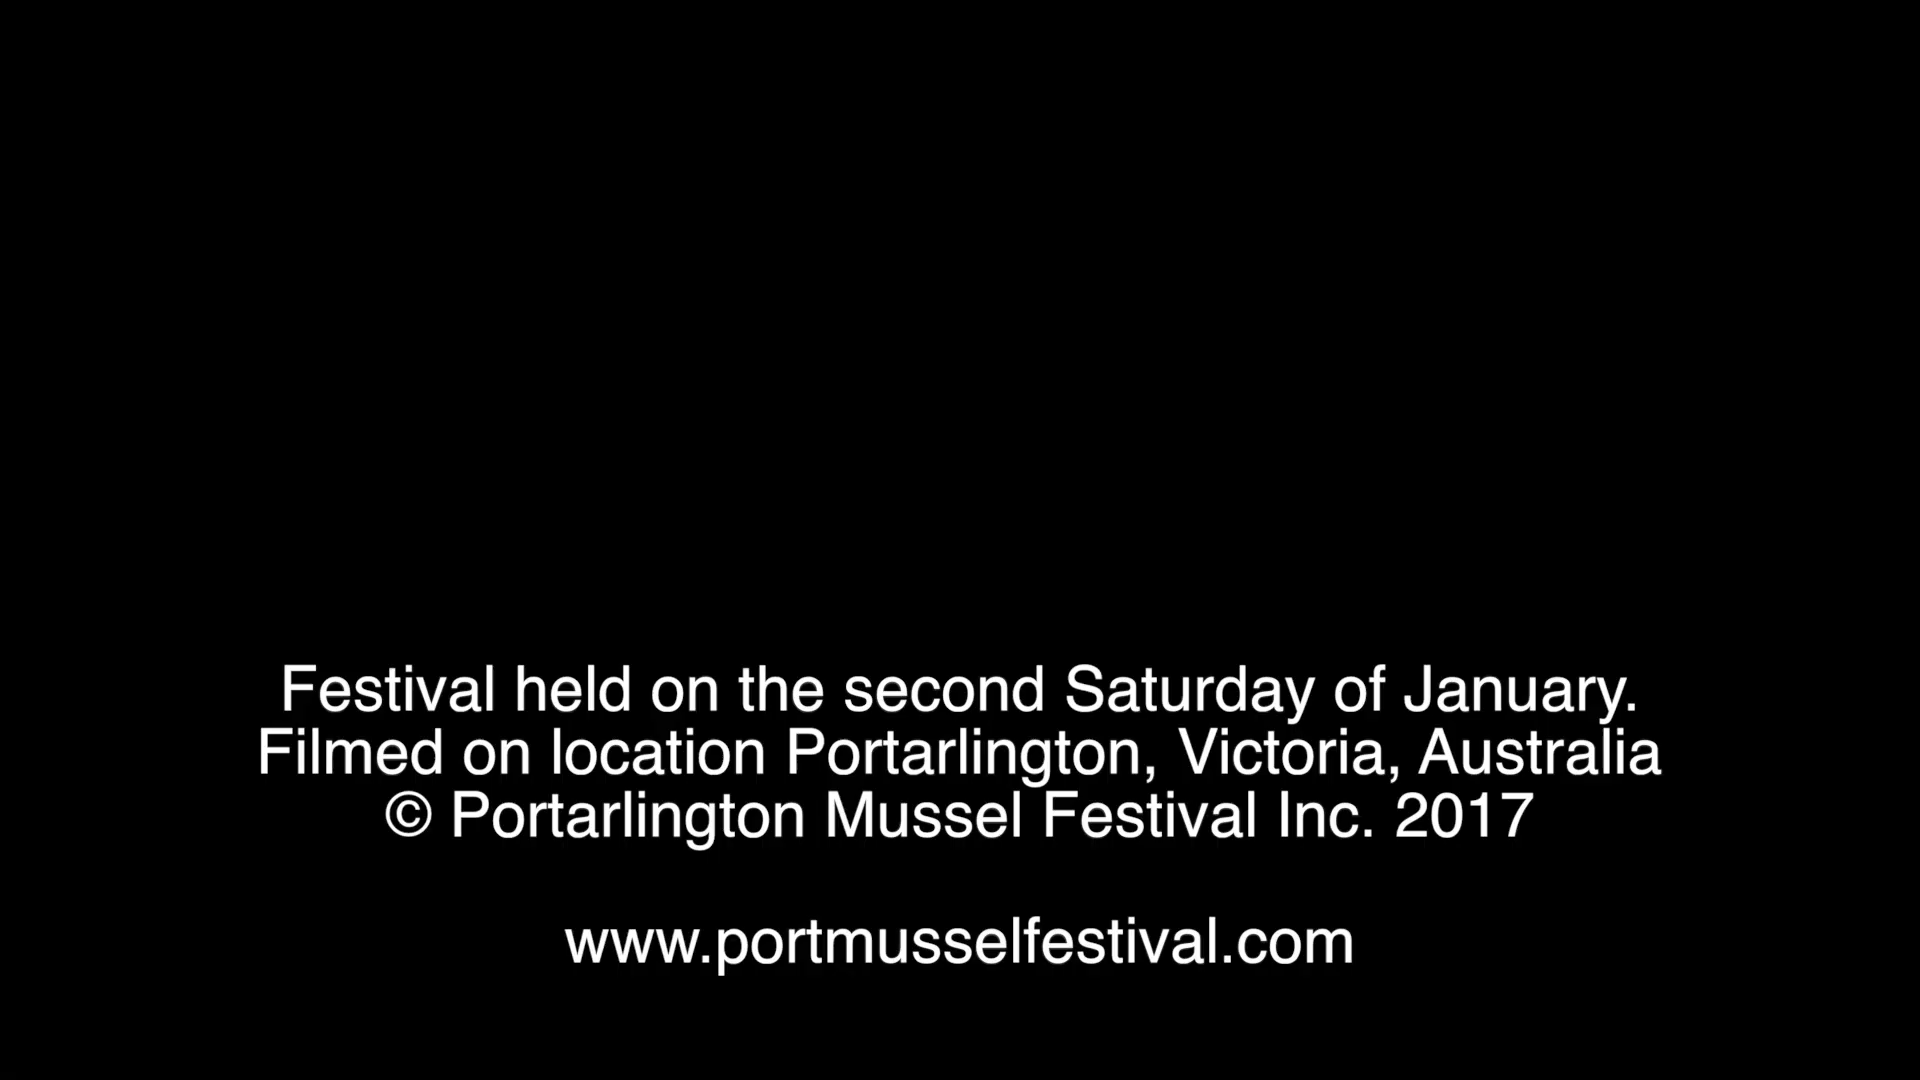 Festival held on the second Saturday of January.
Filmed on location Portarlington, Victoria, Australia
© Portarlington Mussel Festival Inc. 2017
www.portmusselfestival.com